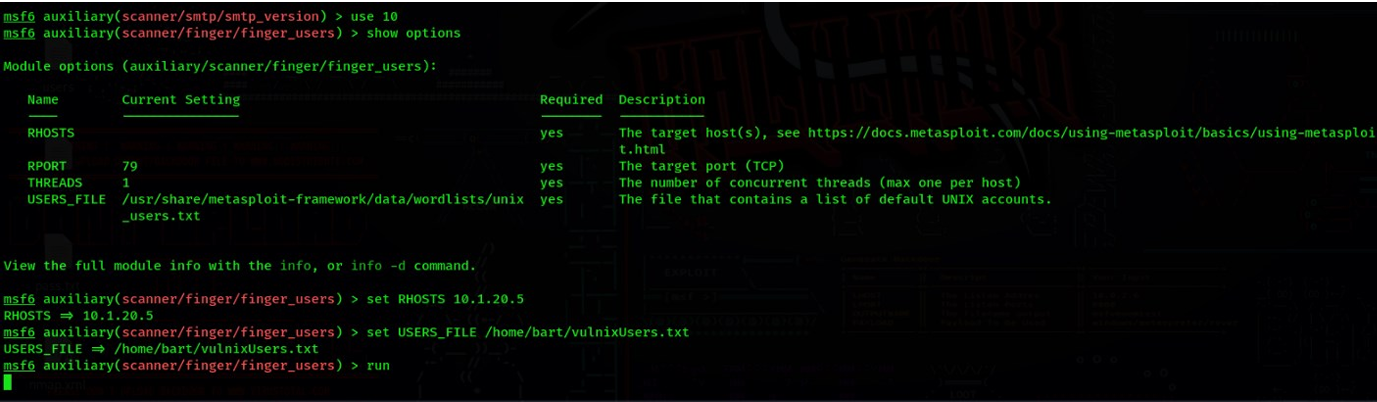 msf6 auxiliary(scanner/smtp/smtp_version) > use 10
msf6 auxiliary(scanner/finger/finger_users) > show options
Module options (auxiliary/scanner/finger/finger_users):
Name Current Setting Required Description
RHOSTS yes The target host(s), see https://docs.metasploit.com/docs/using-metasploit/basics/using-metasploi
t.html
RPORT 79 yes The target port (TCP)
THREADS 1 yes The number of concurrent threads (max one per host)
USERS_FILE /usr/share/metasploit-framework/data/wordlists/unix yes The file that contains a list of default UNIX accounts.
_users.txt
View the full module info with the info, or info -d command.
msf6 auxiliary(scanner/finger/finger_users) > set RHOSTS 10.1.20.5
RHOSTS ⇒ 10.1.20.5
msf6 auxiliary(scanner/finger/finger_users) > set USERS_FILE /home/bart/vulnixUsers.txt
USERS_FILE ⇒ /home/bart/vulnixUsers.txt
msf6 auxiliary(scanner/finger/finger_users) > run